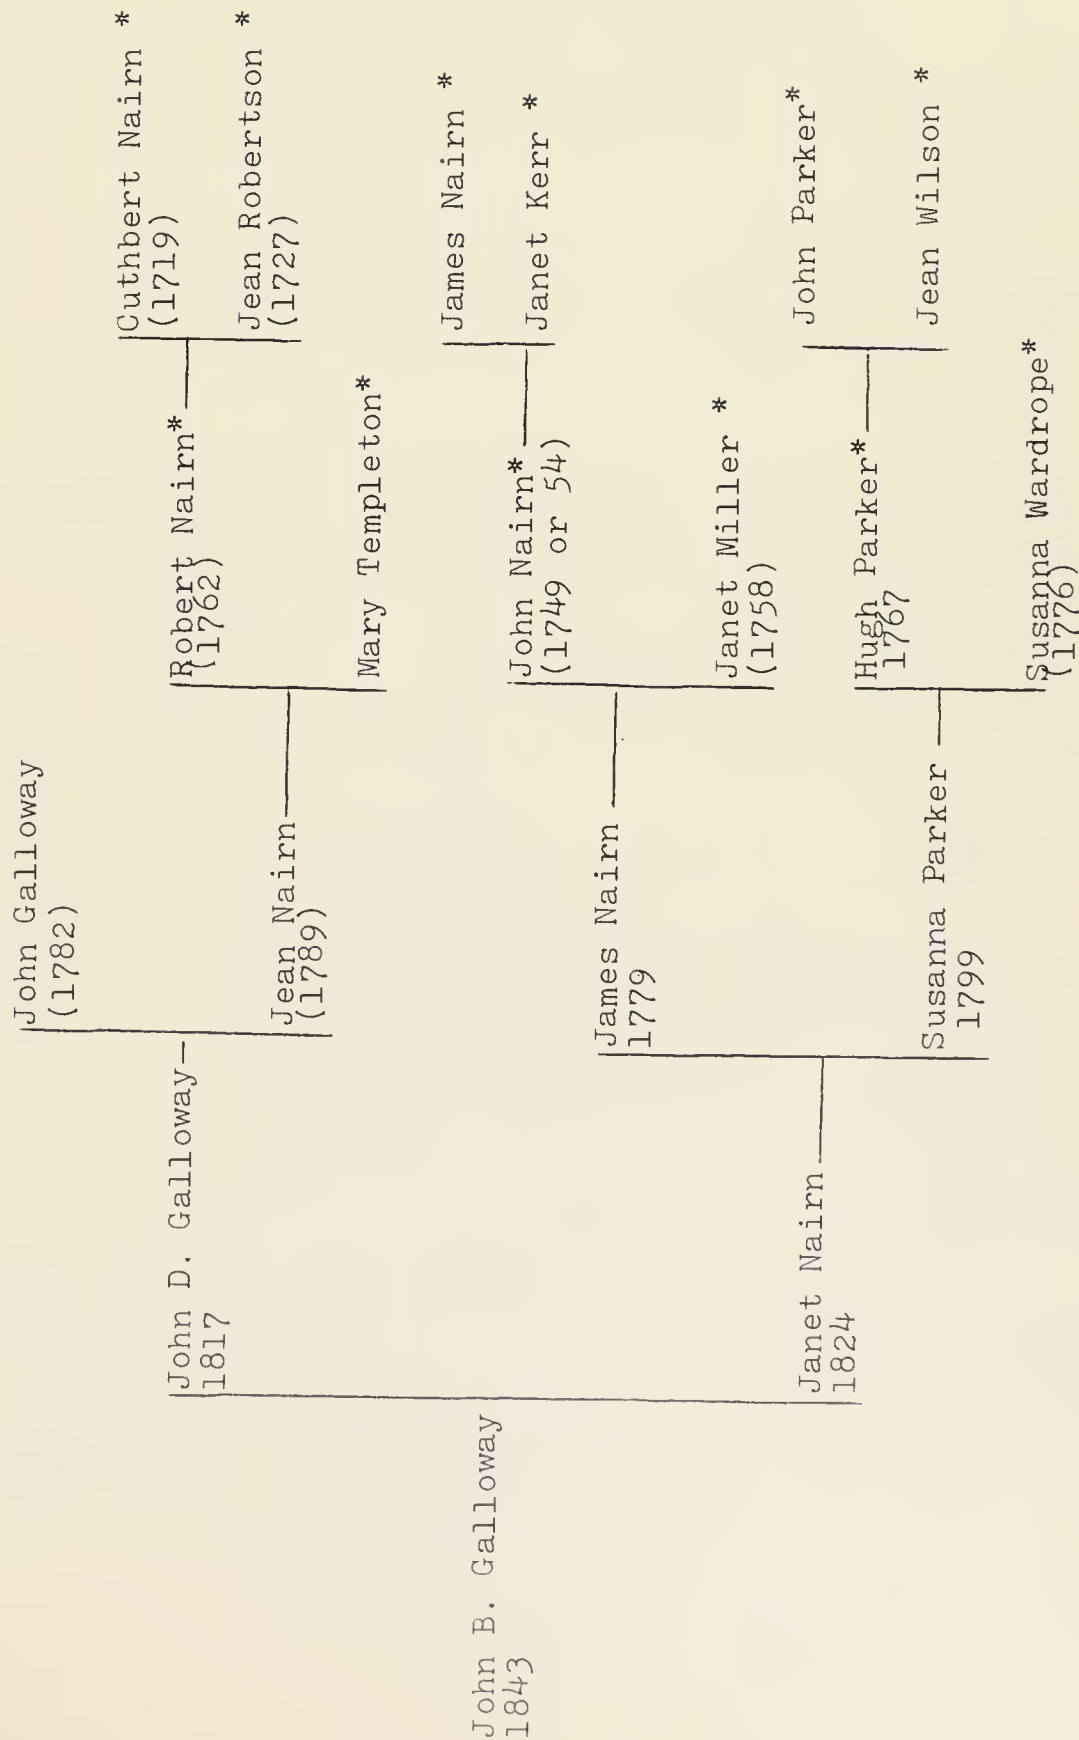 John B. Galloway
1843
John D. Galloway
1817
Janet Nairn
1824
John Galloway
(1782)
Jean Nairn
(1789)
James Nairn
1779
Susanna Parker
1799
Robert Nairn*
(1762)
Mary Templeton*
John Nairn*
(1749 or 54)
Janet Miller *
(1758)
Hugh Parker*
1767
Susanna Wardrope*
(1776)
Cuthbert Nairn *
(1719)
Jean Robertson *
(1727)
James Nairn *
Janet Kerr *
John Parker*
Jean Wilson *